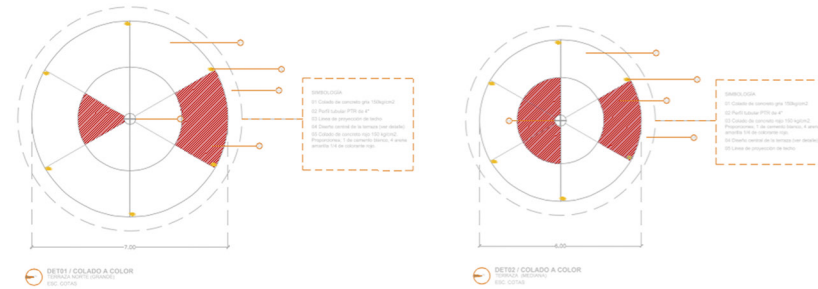 SIMBOLOGÍA
01 Colado de concreto gris 150kg/cm2
02 Perfil tubular PTR de 4"
03 Línea de proyección de techo
04 Diseño central de la terraza (ver detalle)
05 Colado de concreto rojo 150 kg/cm2.
Proporciones: 1 de cemento blanco, 4 arena
amarilla 1/4 de colorante rojo
7.00
DET01 / COLADO A COLOR
TERRAZA NORTE (GRANDE)
ESC. COTAS
SIMBOLOGÍA
01 Colado de concreto gris 150kg/cm2
02 Perfil tubular PTR de 4"
03 Colado de concreto rojo 150 kg/cm2.
Proporciones: 1 de cemento blanco, 4 arena
amarilla 1/4 de colorante rojo
04 Diseño central de la terraza (ver detalle)
05 Línea de proyección de techo
DET02 / COLADO A COLOR
TERRAZA (MEDIANA)
ESC. COTAS